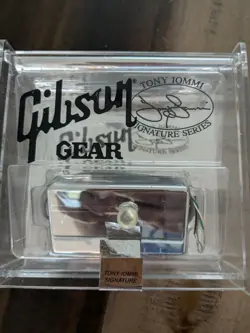 Gibson®
GEAR
TONY IOMMI
SIGNATURE SERIES
TONY IOMMI
SIGNATURE